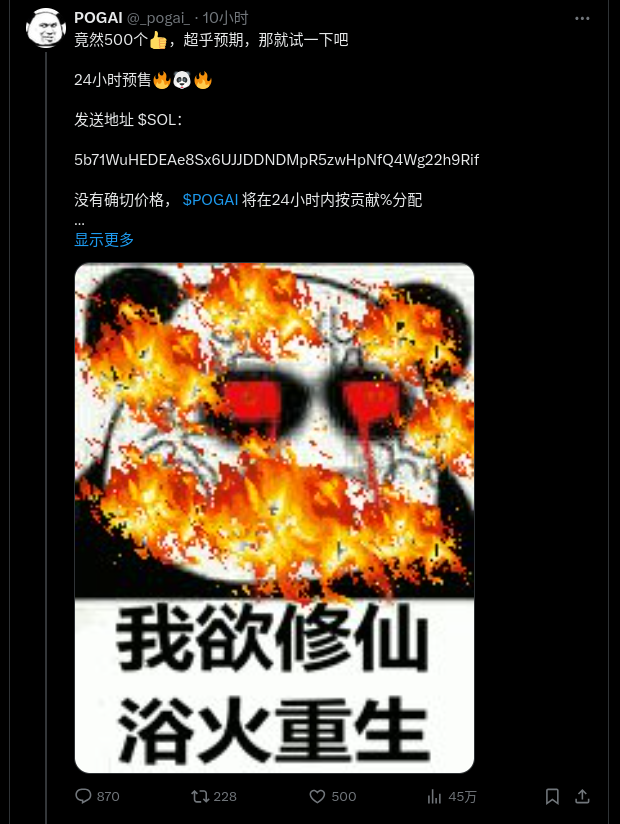 POGAI @_pogai_ · 10小时
竟然500个👍，超乎预期，那就试一下吧
24小时预售🔥🐼🔥
发送地址 $SOL：
5b71WuHEDEAe8Sx6UJJDDNDMpR5zwHpNfQ4Wg22h9Rif
没有确切价格， $POGAI 将在24小时内按贡献%分配
...
显示更多
我欲修仙
浴火重生
870 228 500 45万